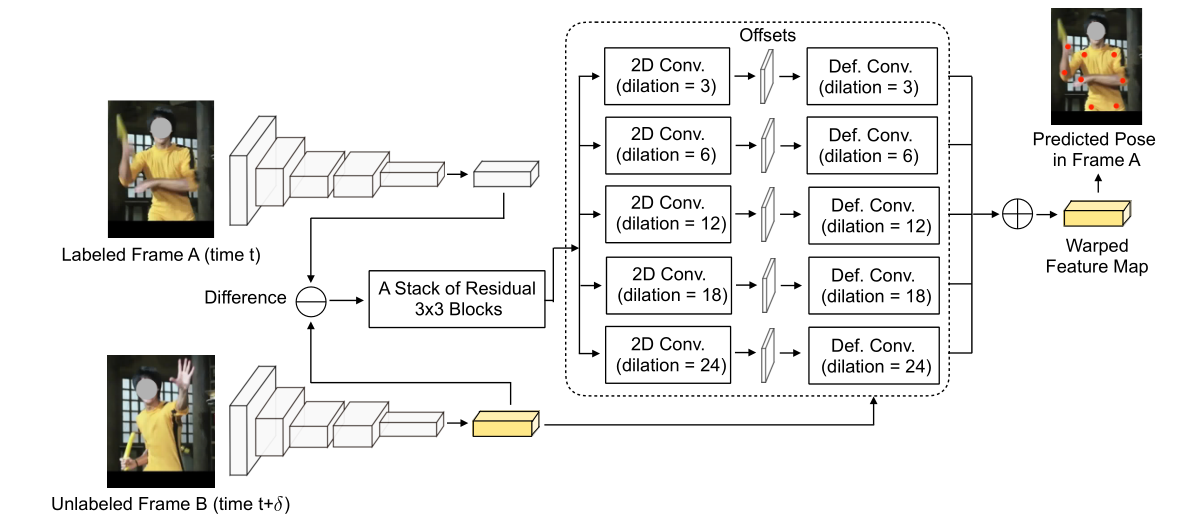 Offsets
2D Conv.
(dilation = 3)
Def. Conv.
(dilation = 3)
2D Conv.
(dilation = 6)
Def. Conv.
(dilation = 6)
2D Conv.
(dilation = 12)
Def. Conv.
(dilation = 12)
2D Conv.
(dilation = 18)
Def. Conv.
(dilation = 18)
2D Conv.
(dilation = 24)
Def. Conv.
(dilation = 24)
Labeled Frame A (time t)
Difference
A Stack of Residual
3x3 Blocks
Unlabeled Frame B (time t+δ)
Predicted Pose
in Frame A
Warped
Feature Map